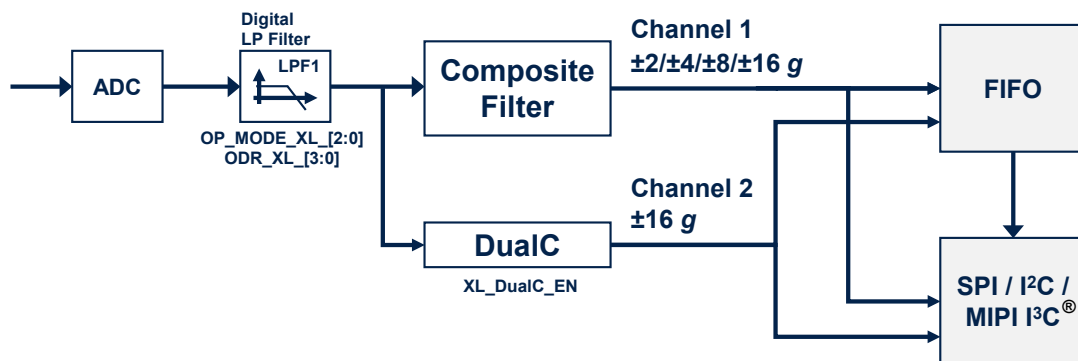 Digital
LP Filter
ADC
LPF1
OP_MODE_XL_[2:0]
ODR_XL_[3:0]
Composite
Filter
Channel 1
±2/±4/±8/±16 g
FIFO
Channel 2
±16 g
DualC
XL_DualC_EN
SPI / I²C /
MIPI I³C®